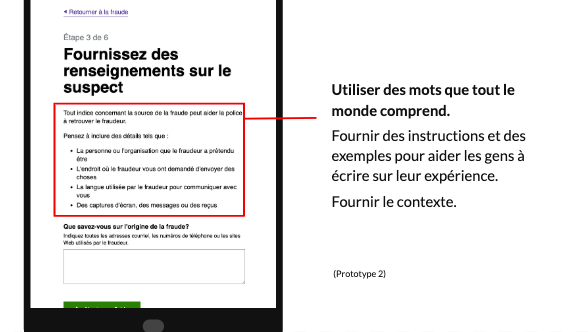 < Retourner à la fraude
Étape 3 de 6
Fournissez des
renseignements sur le
suspect
Tout indice concernant la source de la fraude peut aider la police
à retrouver le fraudeur.
Pensez à inclure des détails tels que :
• La personne ou l'organisation que le fraudeur a prétendu
être
• L'endroit où le fraudeur vous ont demandé d'envoyer des
choses
• La langue utilisée par le fraudeur pour communiquer avec
vous
• Des captures d'écran, des messages ou des reçus
Que savez-vous sur l'origine de la fraude?
Indiquez toutes les adresses courriel, les numéros de téléphone ou les sites
Web utilisés par le fraudeur.
Utiliser des mots que tout le
monde comprend.
Fournir des instructions et des
exemples pour aider les gens à
écrire sur leur expérience.
Fournir le contexte.
(Prototype 2)